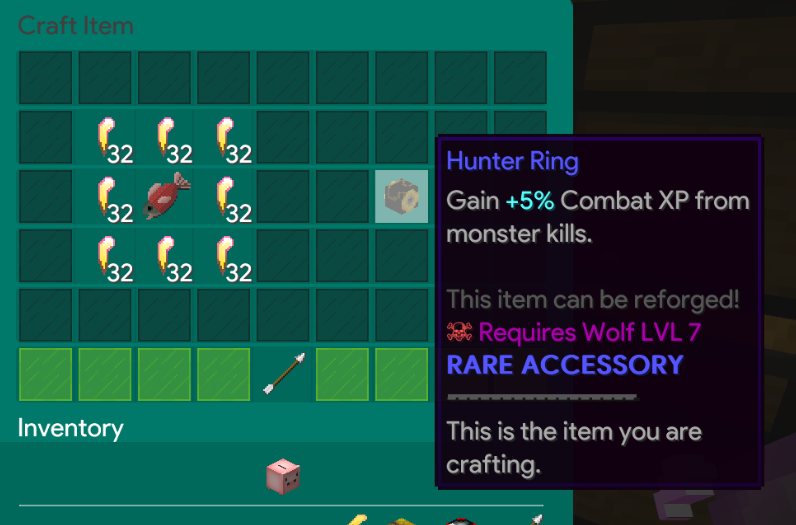 Craft Item
32 32 32
Hunter Ring
Gain +5% Combat XP from
monster kills.
32 32
32 32 32
This item can be reforged!
Requires Wolf LVL 7
RARE ACCESSORY
--------------------
This is the item you are
crafting.
Inventory